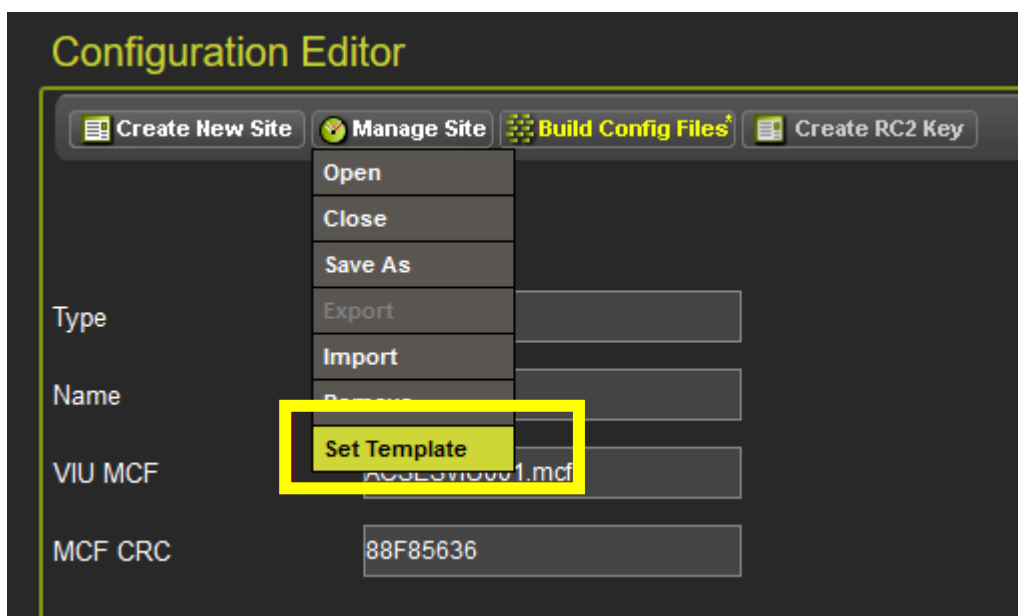 Configuration Editor
Create New Site Manage Site Build Config Files* Create RC2 Key
Open
Close
Save As
Type Export
Import
Name
Set Template
VIU MCF
MCF CRC 88F85636